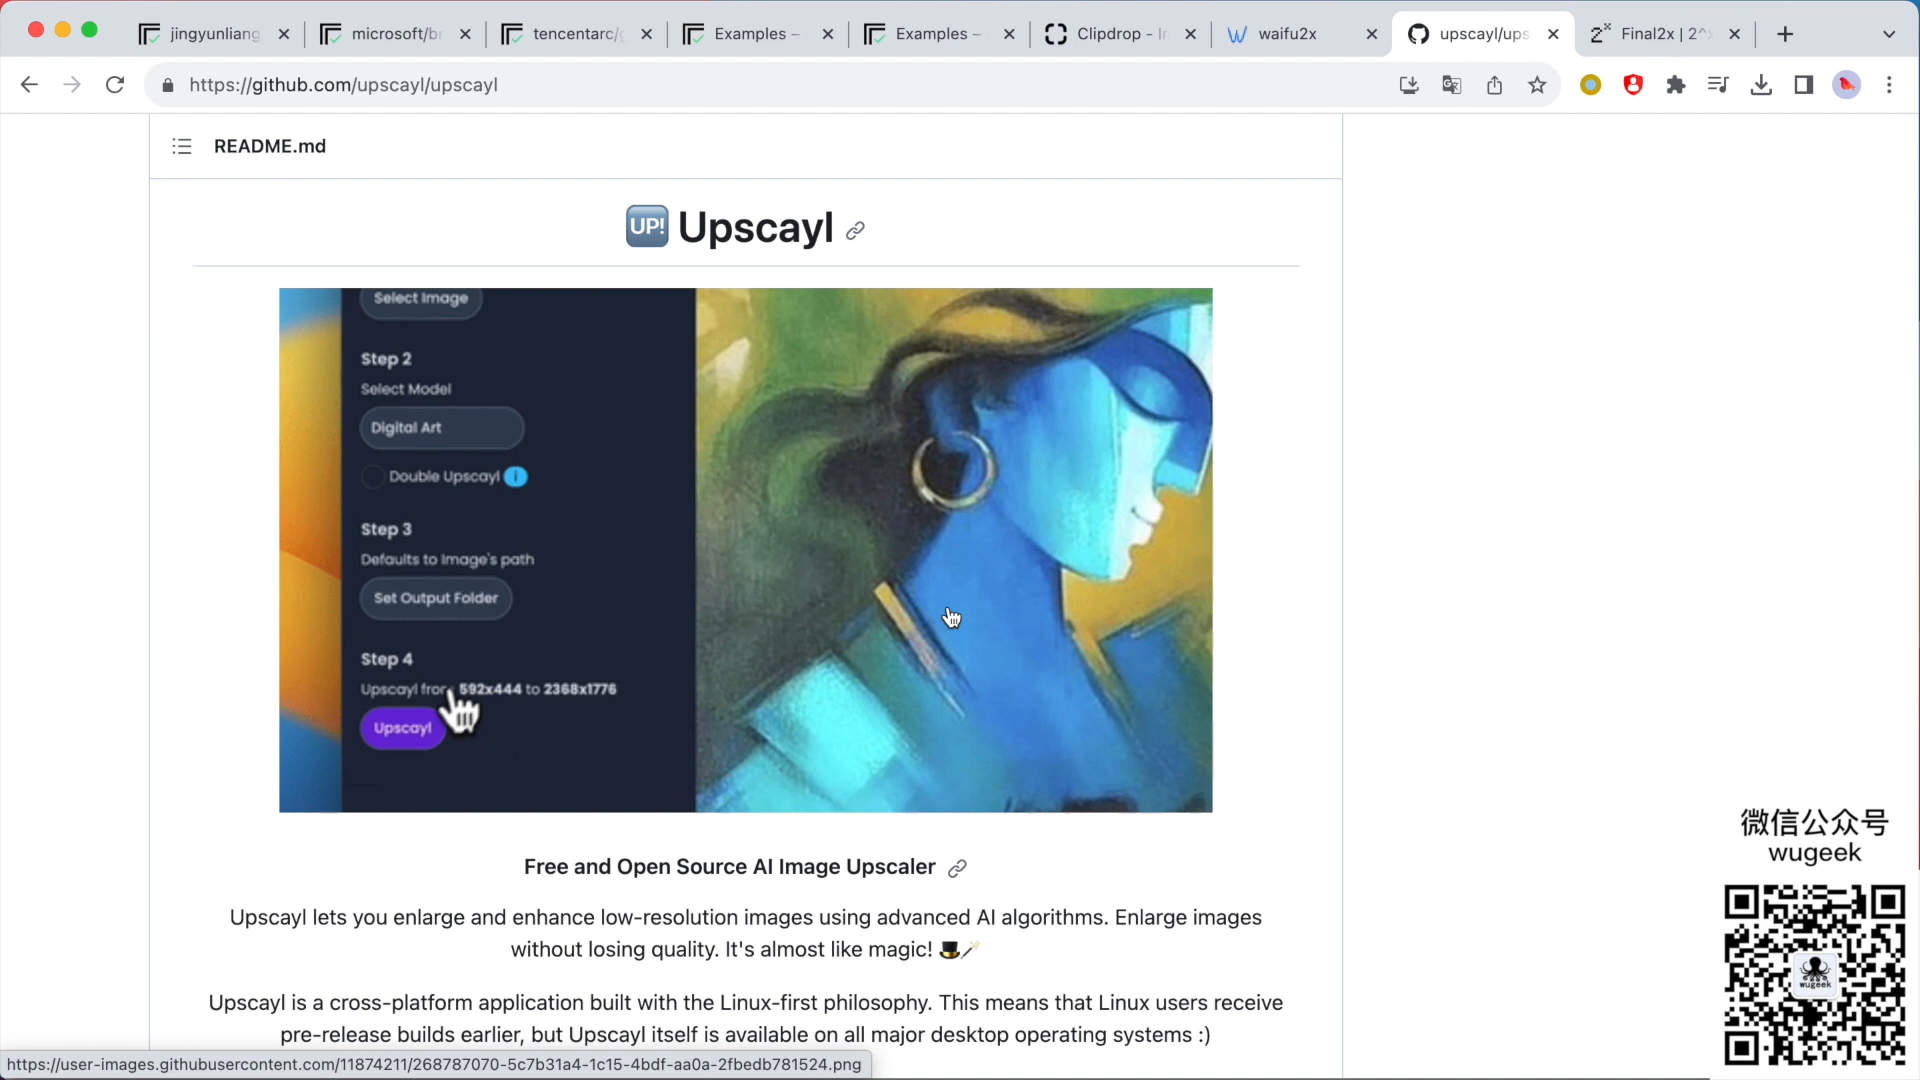 jingyunliang
microsoft/br
tencentarc/g
Examples –
Examples –
Clipdrop - In
waifu2x
upscayl/ups
Final2x | 2^
https://github.com/upscayl/upscayl
README.md
UP! Upscayl
Select Image
Step 2
Select Model
Digital Art
Double Upscayl i
Step 3
Defaults to Image's path
Set Output Folder
Step 4
Upscayl from 592x444 to 2368x1776
Upscayl
Free and Open Source AI Image Upscaler
Upscayl lets you enlarge and enhance low-resolution images using advanced AI algorithms. Enlarge images
without losing quality. It's almost like magic! 🎩🪄
Upscayl is a cross-platform application built with the Linux-first philosophy. This means that Linux users receive
pre-release builds earlier, but Upscayl itself is available on all major desktop operating systems :)
微信公众号
wugeek
wugeek
https://user-images.githubusercontent.com/11874211/268787070-5c7b31a4-1c15-4bdf-aa0a-2fbedb781524.png